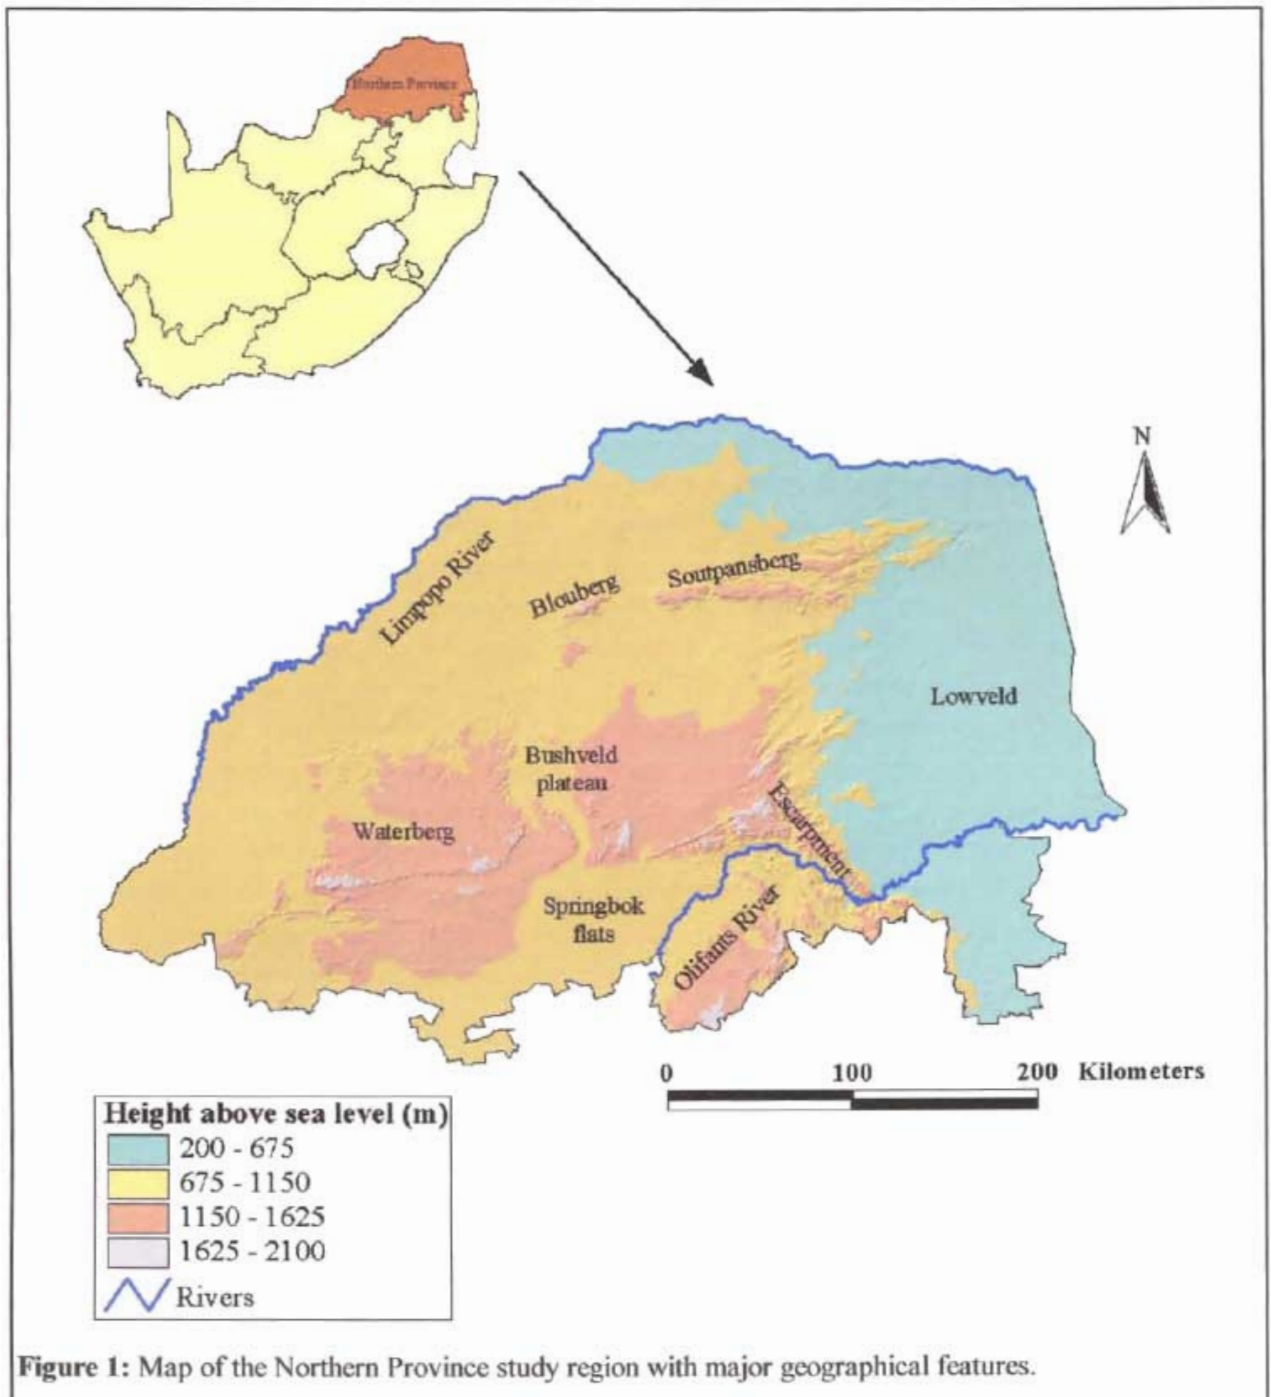 Northern Province
N
Limpopo River
Blouberg
Soutpansberg
Lowveld
Bushveld
plateau
Waterberg
Escarpment
Springbok
flats
Olifants River
0 100 200 Kilometers
Height above sea level (m)
200 - 675
675 - 1150
1150 - 1625
1625 - 2100
Rivers
Figure 1: Map of the Northern Province study region with major geographical features.